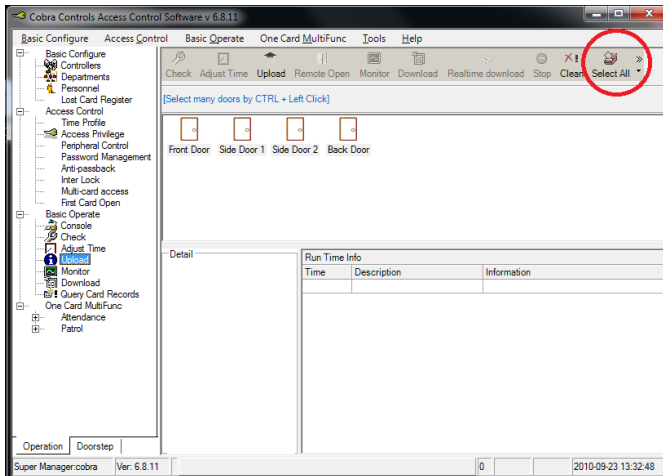 Cobra Controls Access Control Software v 6.8.11
Basic Configure Access Control Basic Operate One Card MultiFunc Tools Help
Check Adjust Time Upload Remote Open Monitor Download Realtime download Stop Clean Select All
[Select many doors by CTRL + Left Click]
Basic Configure
Controllers
Departments
Personnel
Lost Card Register
Access Control
Time Profile
Access Privilege
Peripheral Control
Password Management
Anti-passback
Inter Lock
Multi-card access
First Card Open
Basic Operate
Console
Check
Adjust Time
Upload
Monitor
Download
Query Card Records
One Card MultiFunc
Attendance
Patrol
Front Door Side Door 1 Side Door 2 Back Door
Detail
Run Time Info
Time Description Information
Operation Doorstep
Super Manager:cobra Ver: 6.8.11 0 2010-09-23 13:32:48